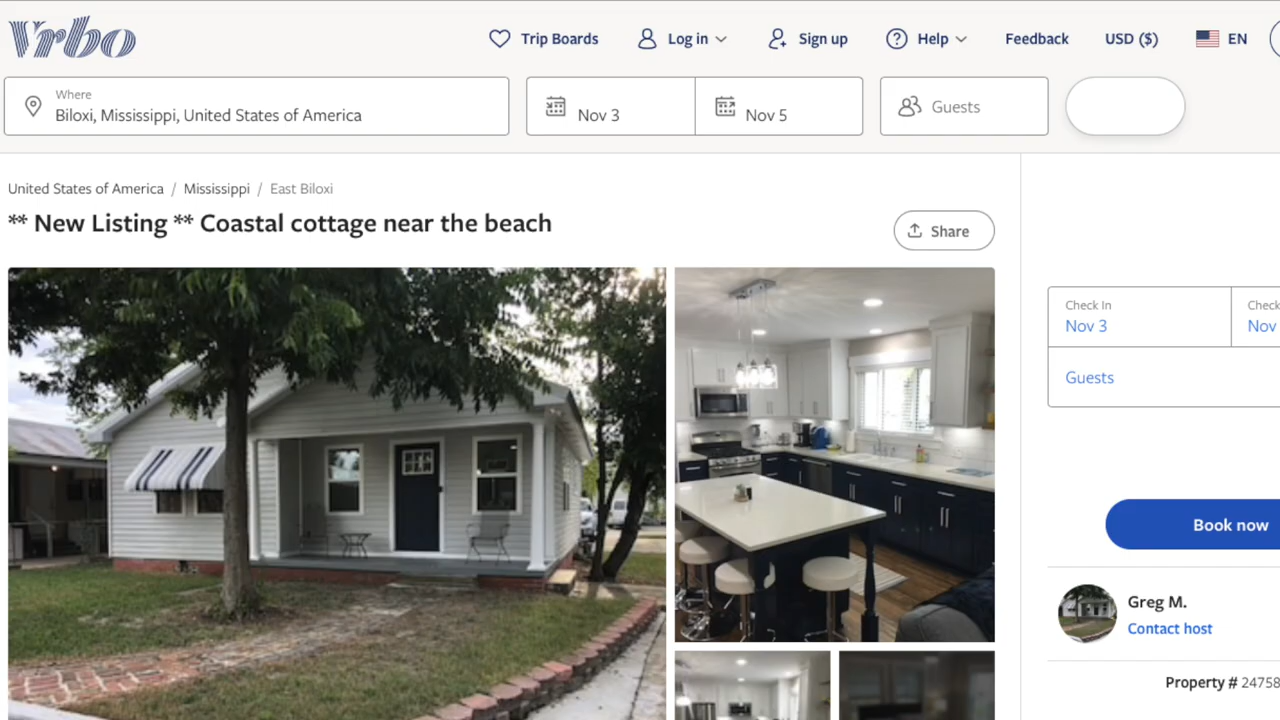 Vrbo
Trip Boards
Log in
Sign up
Help
Feedback
USD ($)
EN
Where
Biloxi, Mississippi, United States of America
Nov 3
Nov 5
Guests
United States of America / Mississippi / East Biloxi
** New Listing ** Coastal cottage near the beach
Share
Check In
Nov 3
Check
Nov
Guests
Book now
Greg M.
Contact host
Property # 24758